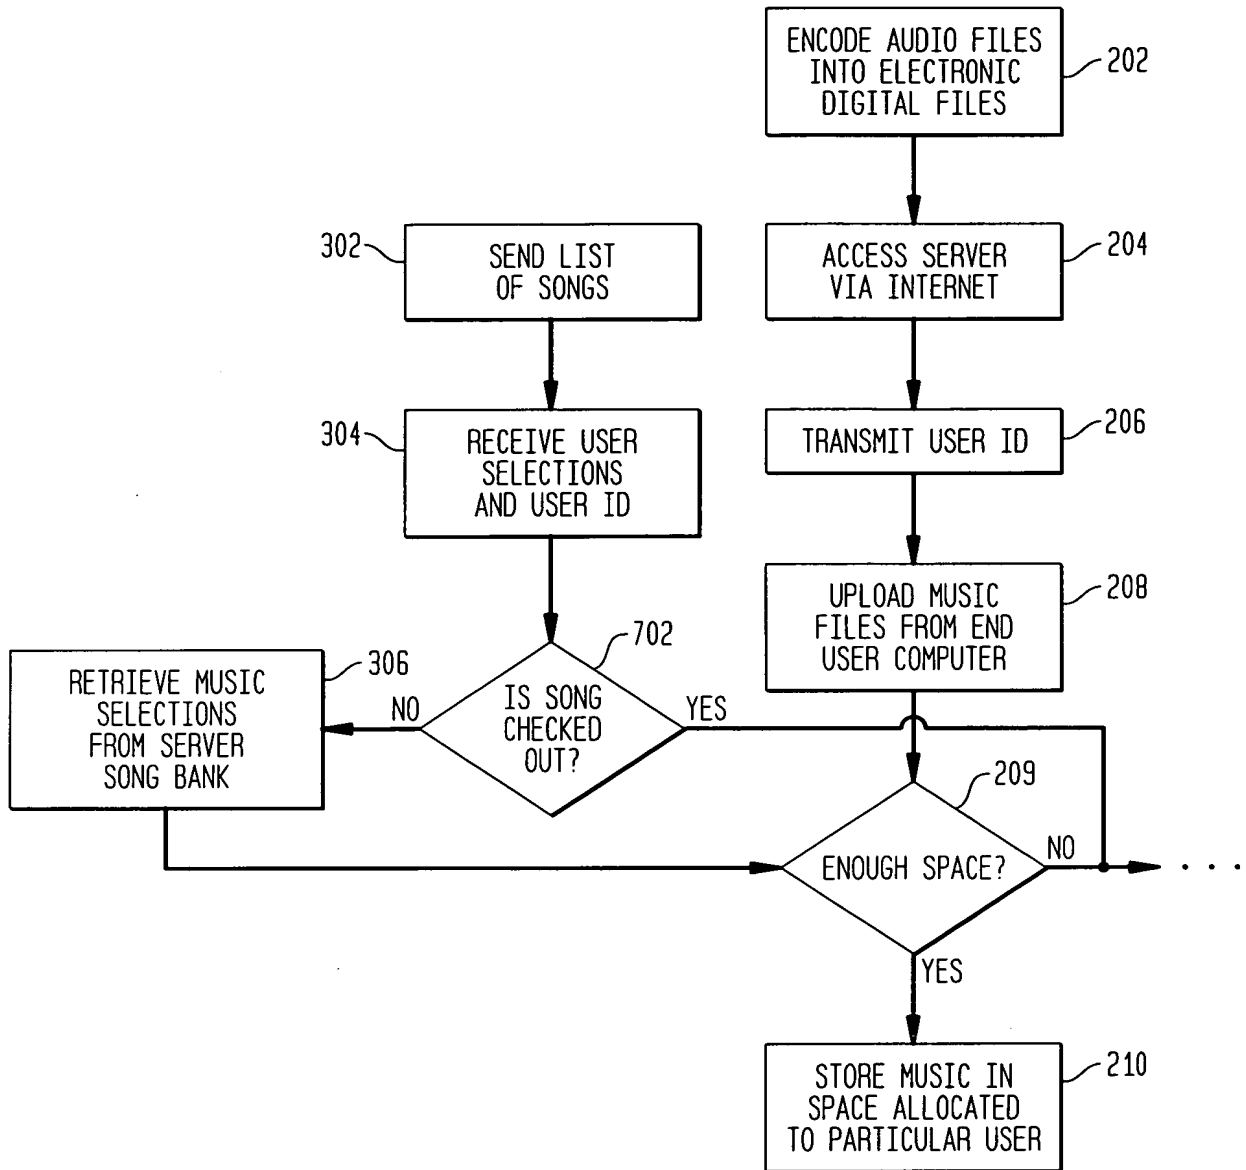 ENCODE AUDIO FILES
INTO ELECTRONIC
DIGITAL FILES
202
302
SEND LIST
OF SONGS
ACCESS SERVER
VIA INTERNET
204
304
RECEIVE USER
SELECTIONS
AND USER ID
TRANSMIT USER ID
206
UPLOAD MUSIC
FILES FROM END
USER COMPUTER
208
RETRIEVE MUSIC
SELECTIONS
FROM SERVER
SONG BANK
306
NO
IS SONG
CHECKED
OUT?
702
YES
ENOUGH SPACE?
209
NO
. . .
YES
STORE MUSIC IN
SPACE ALLOCATED
TO PARTICULAR USER
210